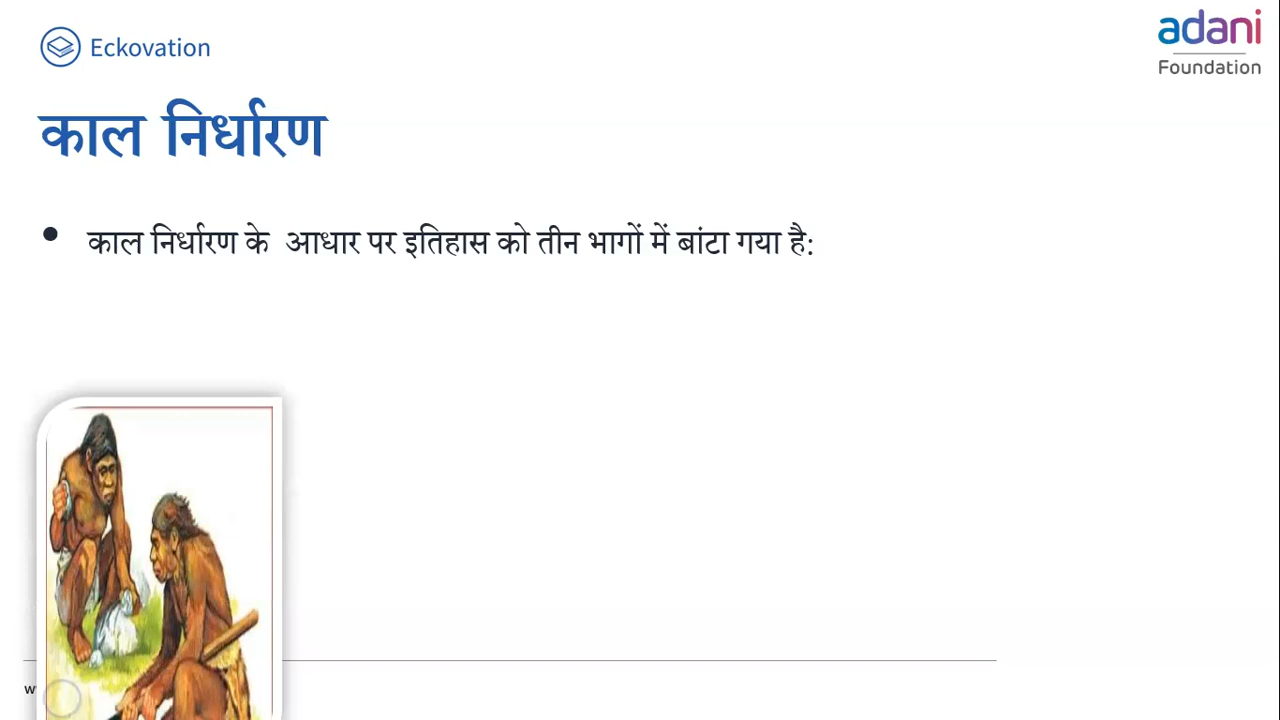 Eckovation
adani
Foundation
काल निर्धारण
• काल निर्धारण के आधार पर इतिहास को तीन भागों में बांटा गया है: